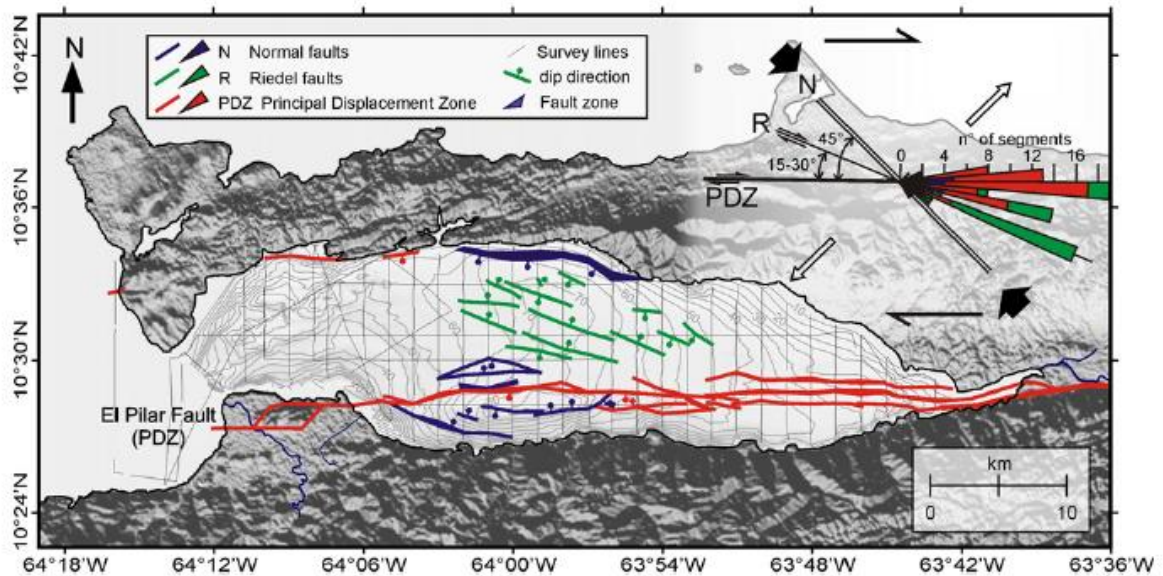 10°42'N
10°36'N
10°30'N
10°24'N
N
N Normal faults
R Riedel faults
PDZ Principal Displacement Zone
Survey lines
dip direction
Fault zone
N
R
45°
15-30°
PDZ
n° of segments
0 4 8 12 16
El Pilar Fault
(PDZ)
km
0 10
64°18'W 64°12'W 64°06'W 64°00'W 63°54'W 63°48'W 63°42'W 63°36'W